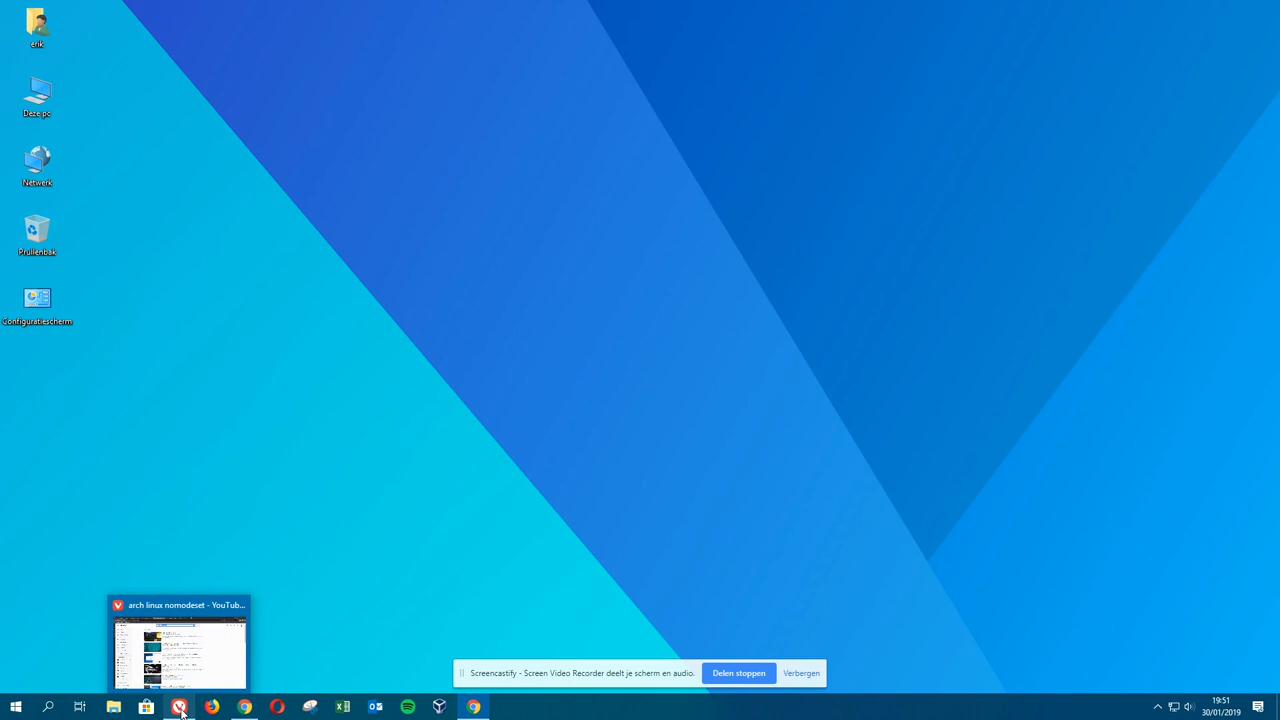 erik
Deze pc
Netwerk
Prullenbak
Configuratiescherm
arch linux nomodeset - YouTub...
Screencastify - Screen Video Recorder deelt je scherm en audio.
Delen stoppen
Verbergen
19:51
30/01/2019